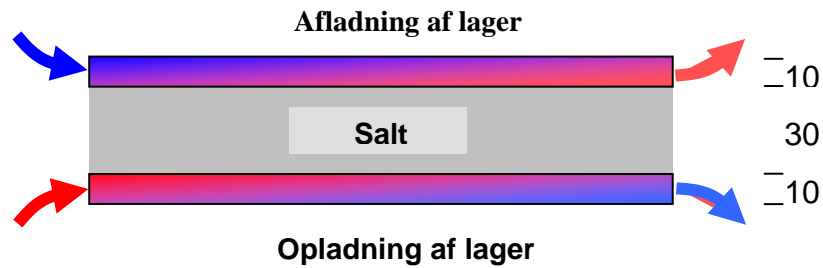 Afladning af lager
10
Salt
30
10
Opladning af lager